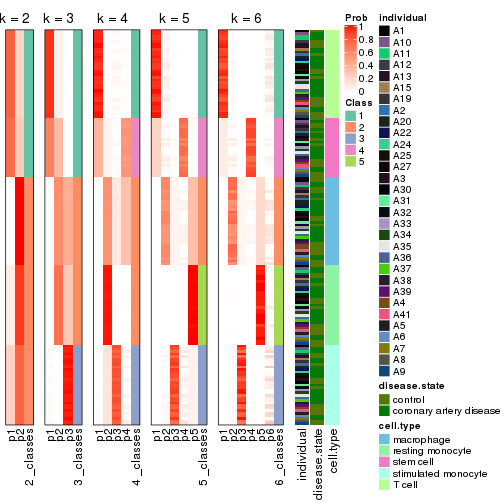 k = 2
k = 3
k = 4
k = 5
k = 6
p1
p2
2_classes
p1
p2
p3
3_classes
p1
p2
p3
p4
4_classes
p1
p2
p3
p4
p5
5_classes
p1
p2
p3
p4
p5
p6
6_classes
individual
disease.state
cell.type
Prob
1
0.8
0.6
0.4
0.2
0
Class
1
2
3
4
5
individual
A1
A10
A11
A12
A13
A15
A19
A2
A20
A22
A24
A25
A27
A3
A30
A31
A32
A33
A34
A35
A36
A37
A38
A39
A4
A41
A5
A6
A7
A8
A9
disease.state
control
coronary artery disease
cell.type
macrophage
resting monocyte
stem cell
stimulated monocyte
T cell